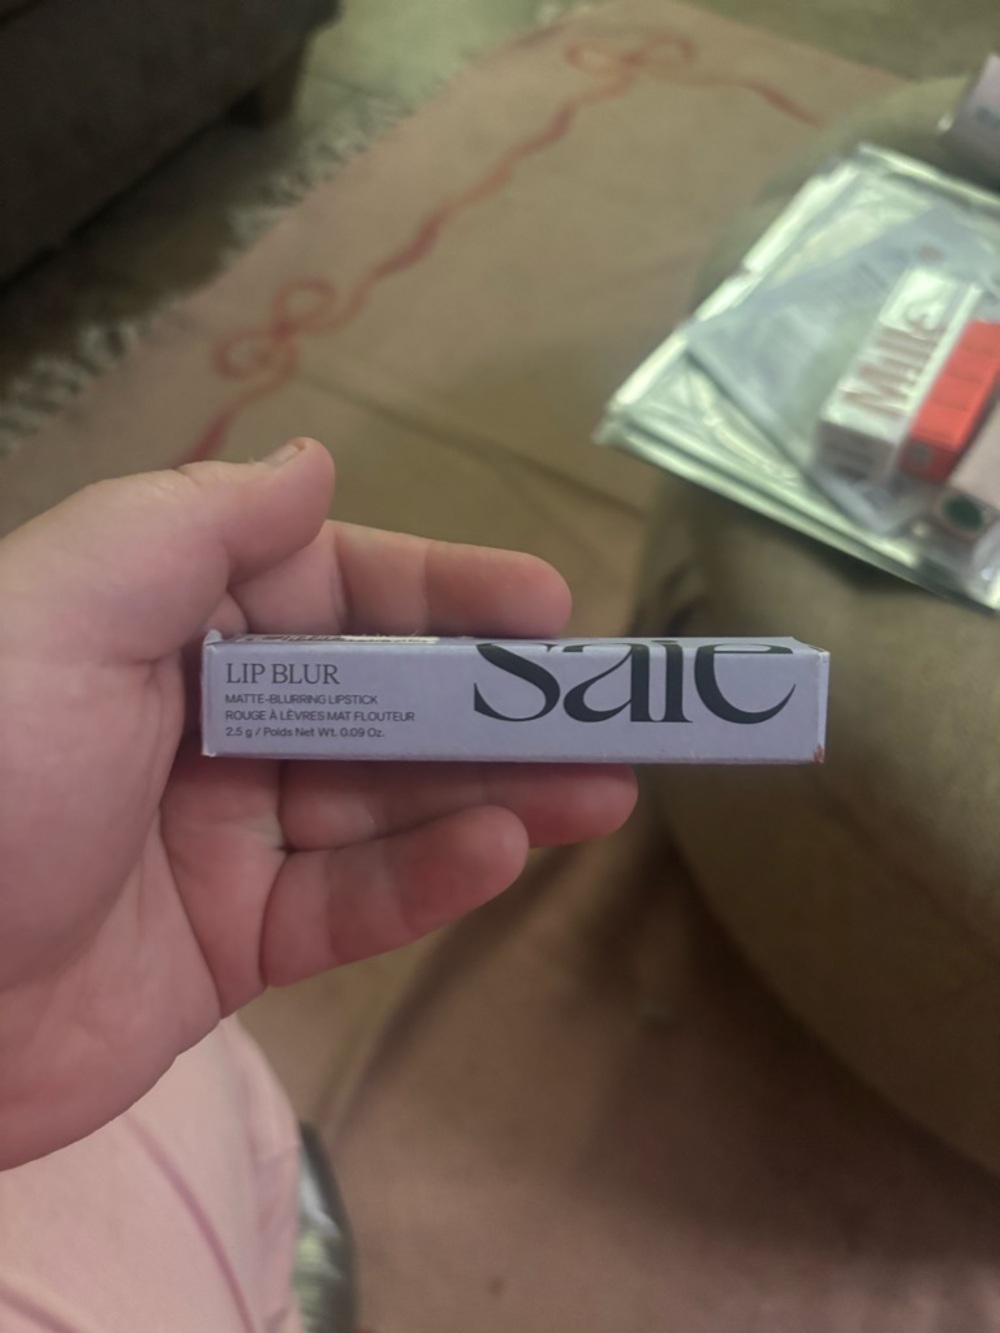 LIP BLUR
MATTE-BLURRING LIPSTICK
ROUGE À LÈVRES MAT FLOUTEUR
2.5 g / Poids Net Wt. 0.09 Oz.
saie
Milk